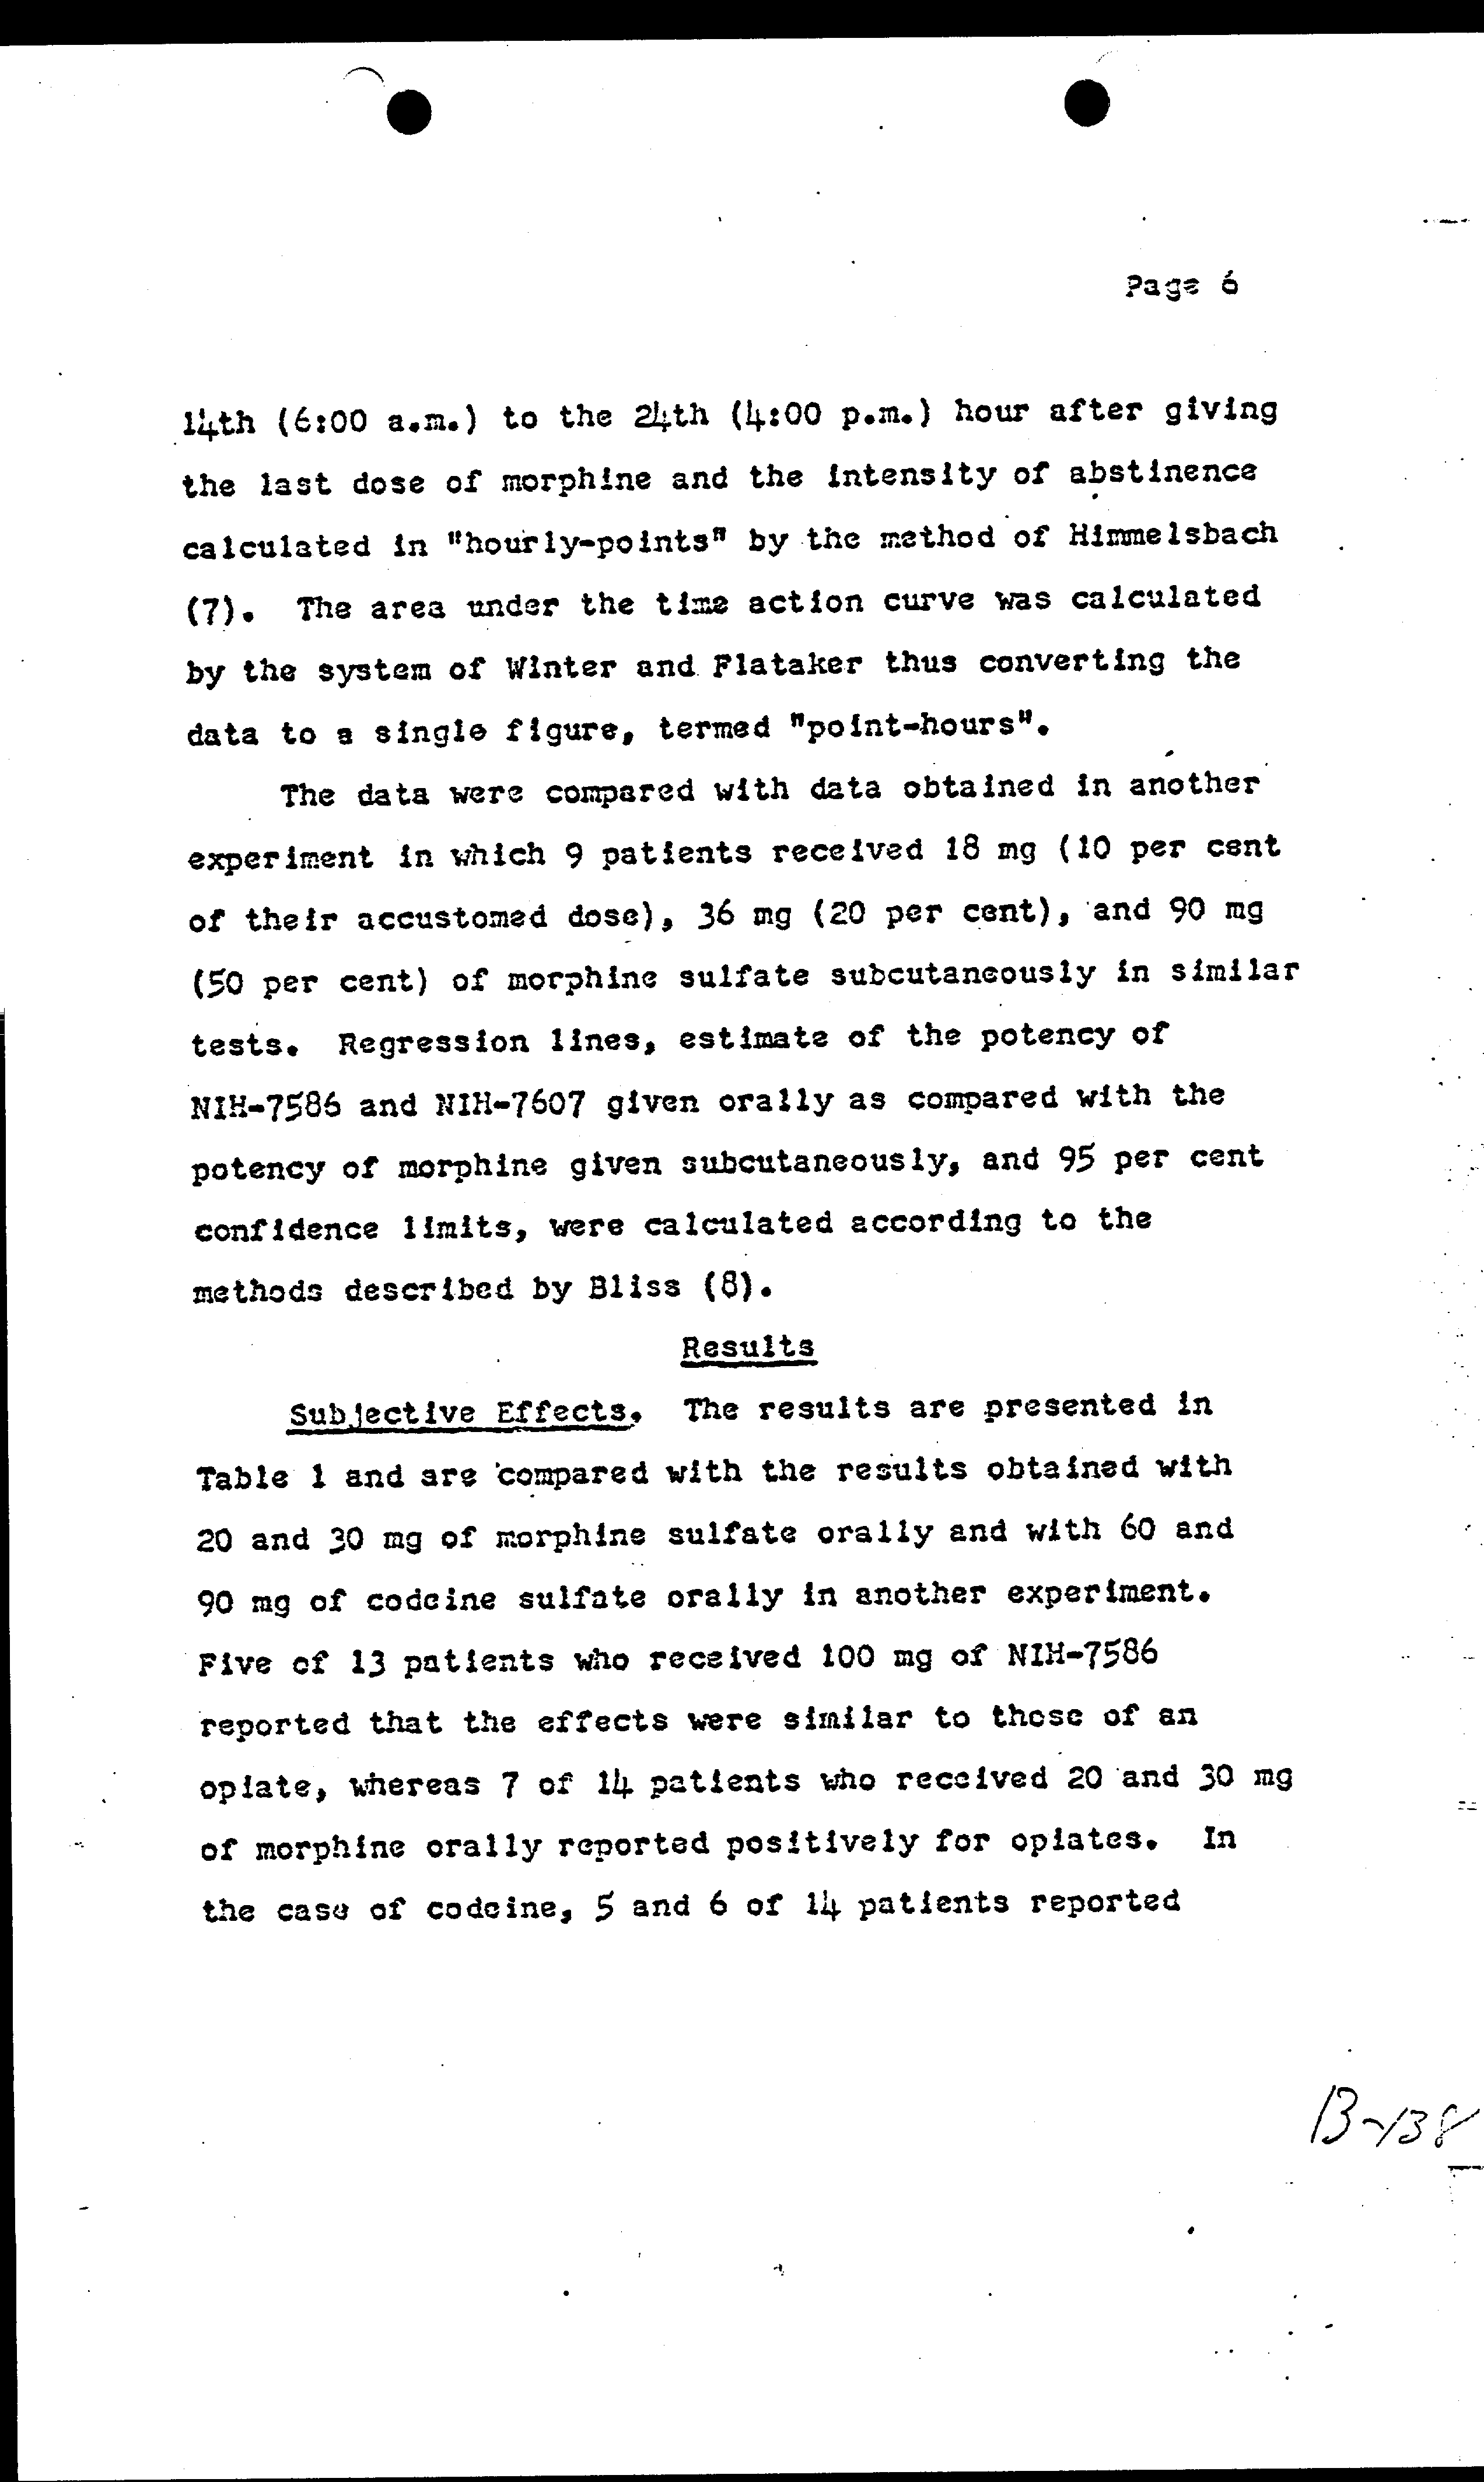 Page 6
14th (6:00 a.m.) to the 24th (4:00 p.m.) hour after giving
the last dose of morphine and the intensity of abstinence
calculated in "hourly-points" by the method of Himmelsbach
(7). The area under the time action curve was calculated
by the system of Winter and Flataker thus converting the
data to a single figure, termed "point-hours".
The data were compared with data obtained in another
experiment in which 9 patients received 18 mg (10 per cent
of their accustomed dose), 36 mg (20 per cent), and 90 mg
(50 per cent) of morphine sulfate subcutaneously in similar
tests. Regression lines, estimate of the potency of
NIH-7586 and NIH-7607 given orally as compared with the
potency of morphine given subcutaneously, and 95 per cent
confidence limits, were calculated according to the
methods described by Bliss (8).
Results
Subjective Effects. The results are presented in
Table 1 and are compared with the results obtained with
20 and 30 mg of morphine sulfate orally and with 60 and
90 mg of codeine sulfate orally in another experiment.
Five of 13 patients who received 100 mg of NIH-7586
reported that the effects were similar to those of an
opiate, whereas 7 of 14 patients who received 20 and 30 mg
of morphine orally reported positively for opiates. In
the case of codeine, 5 and 6 of 14 patients reported
B-138